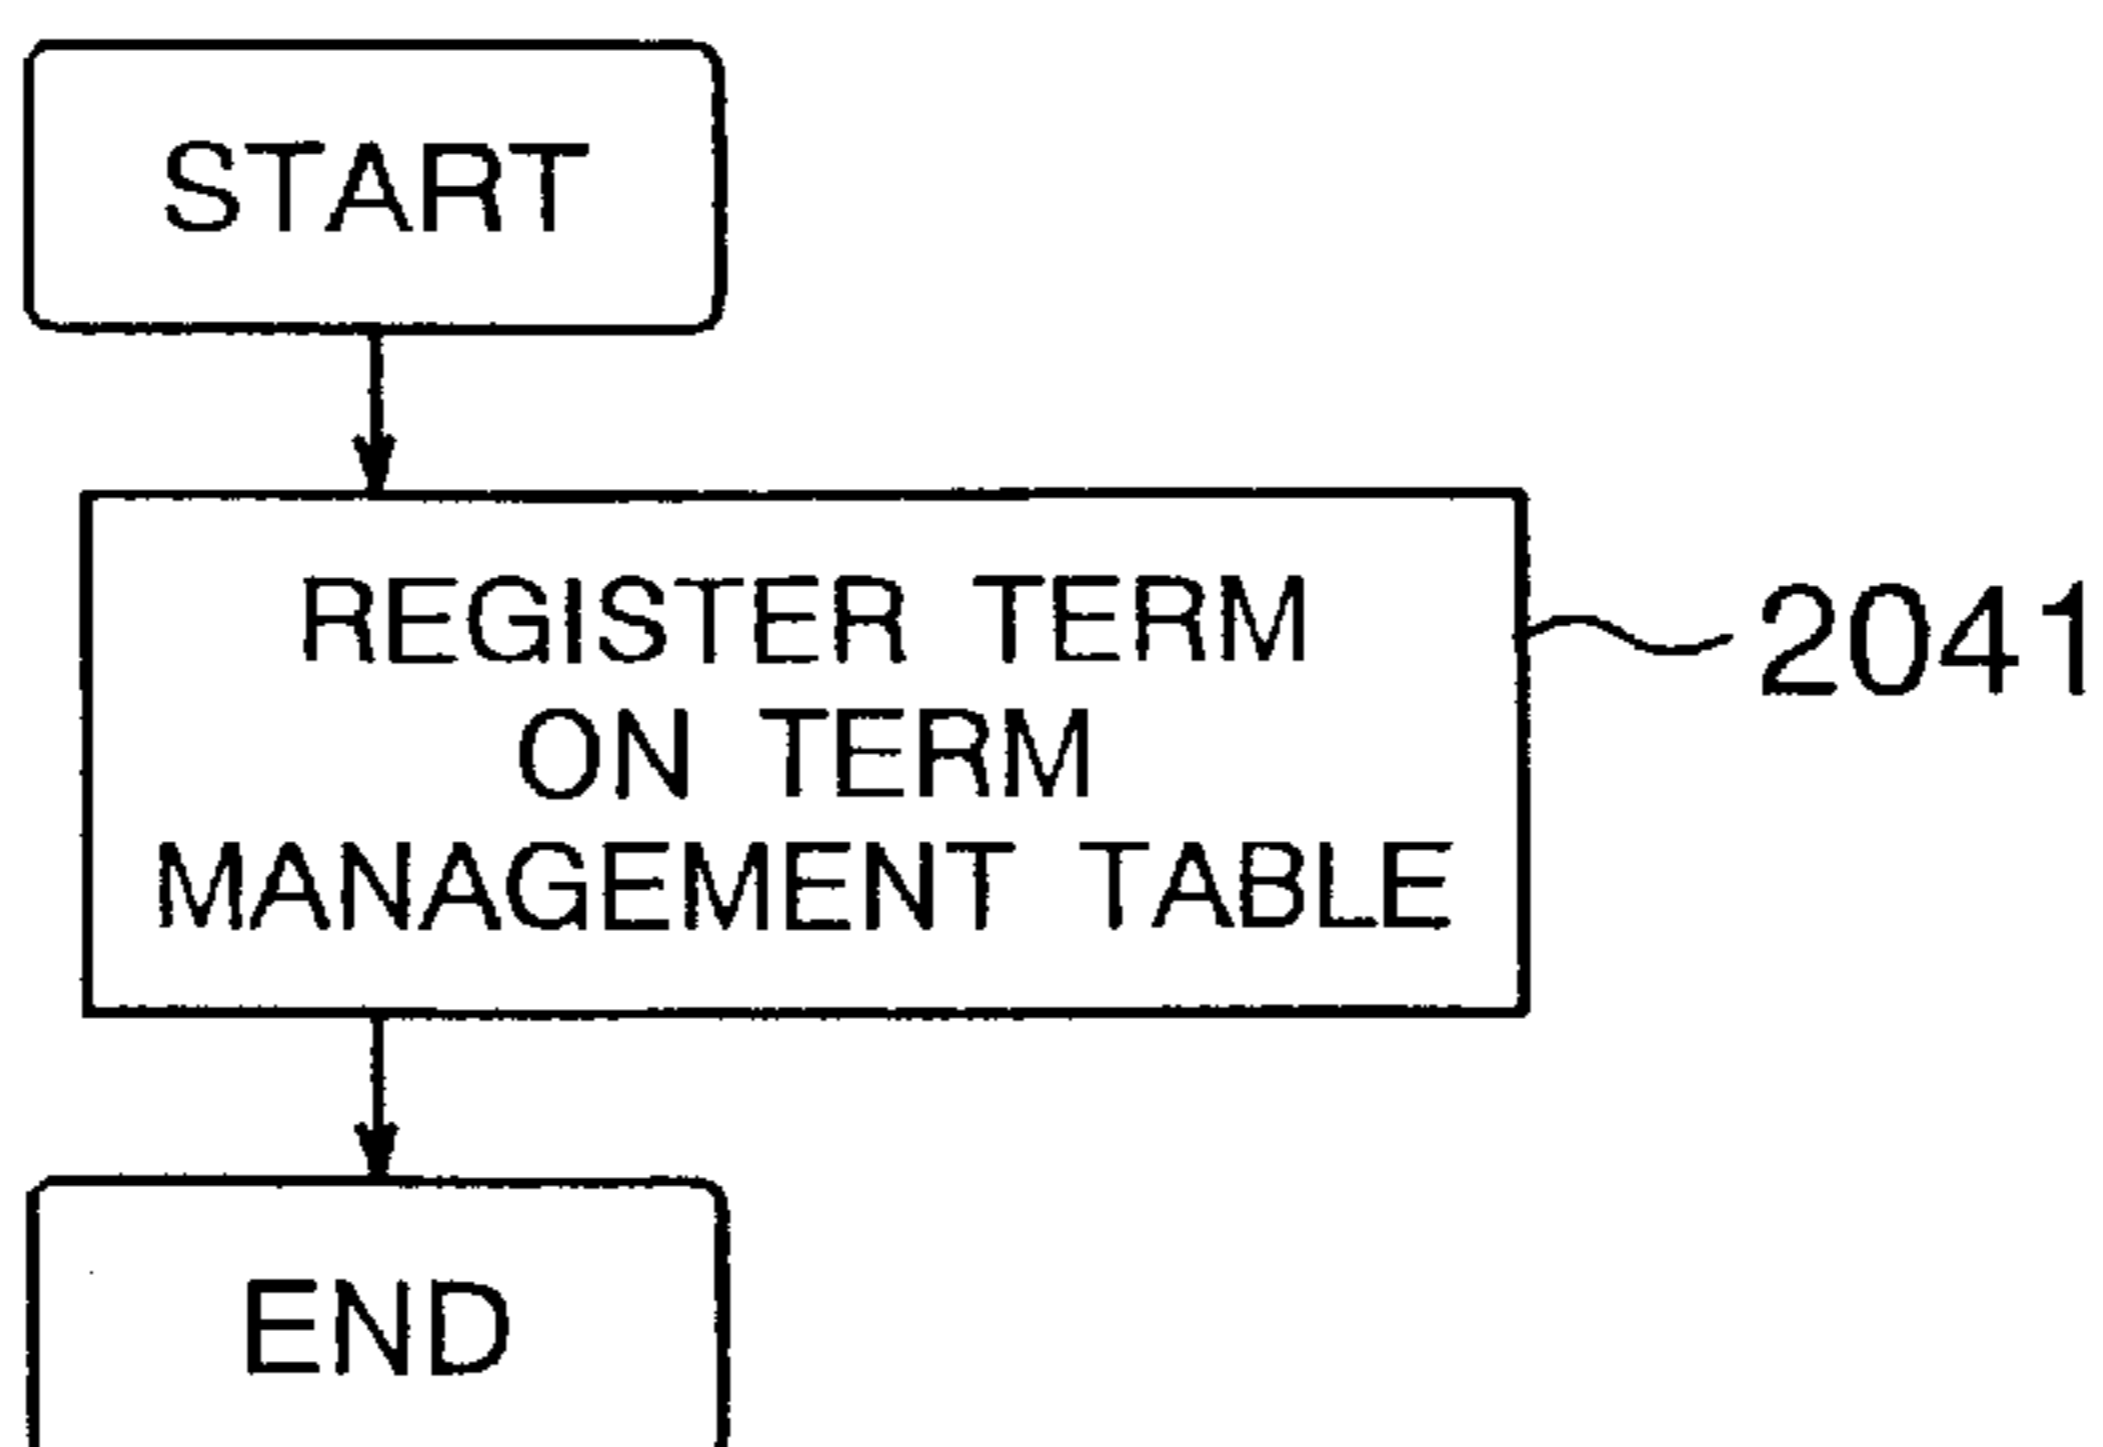 START
REGISTER TERM
ON TERM
MANAGEMENT TABLE
2041
END